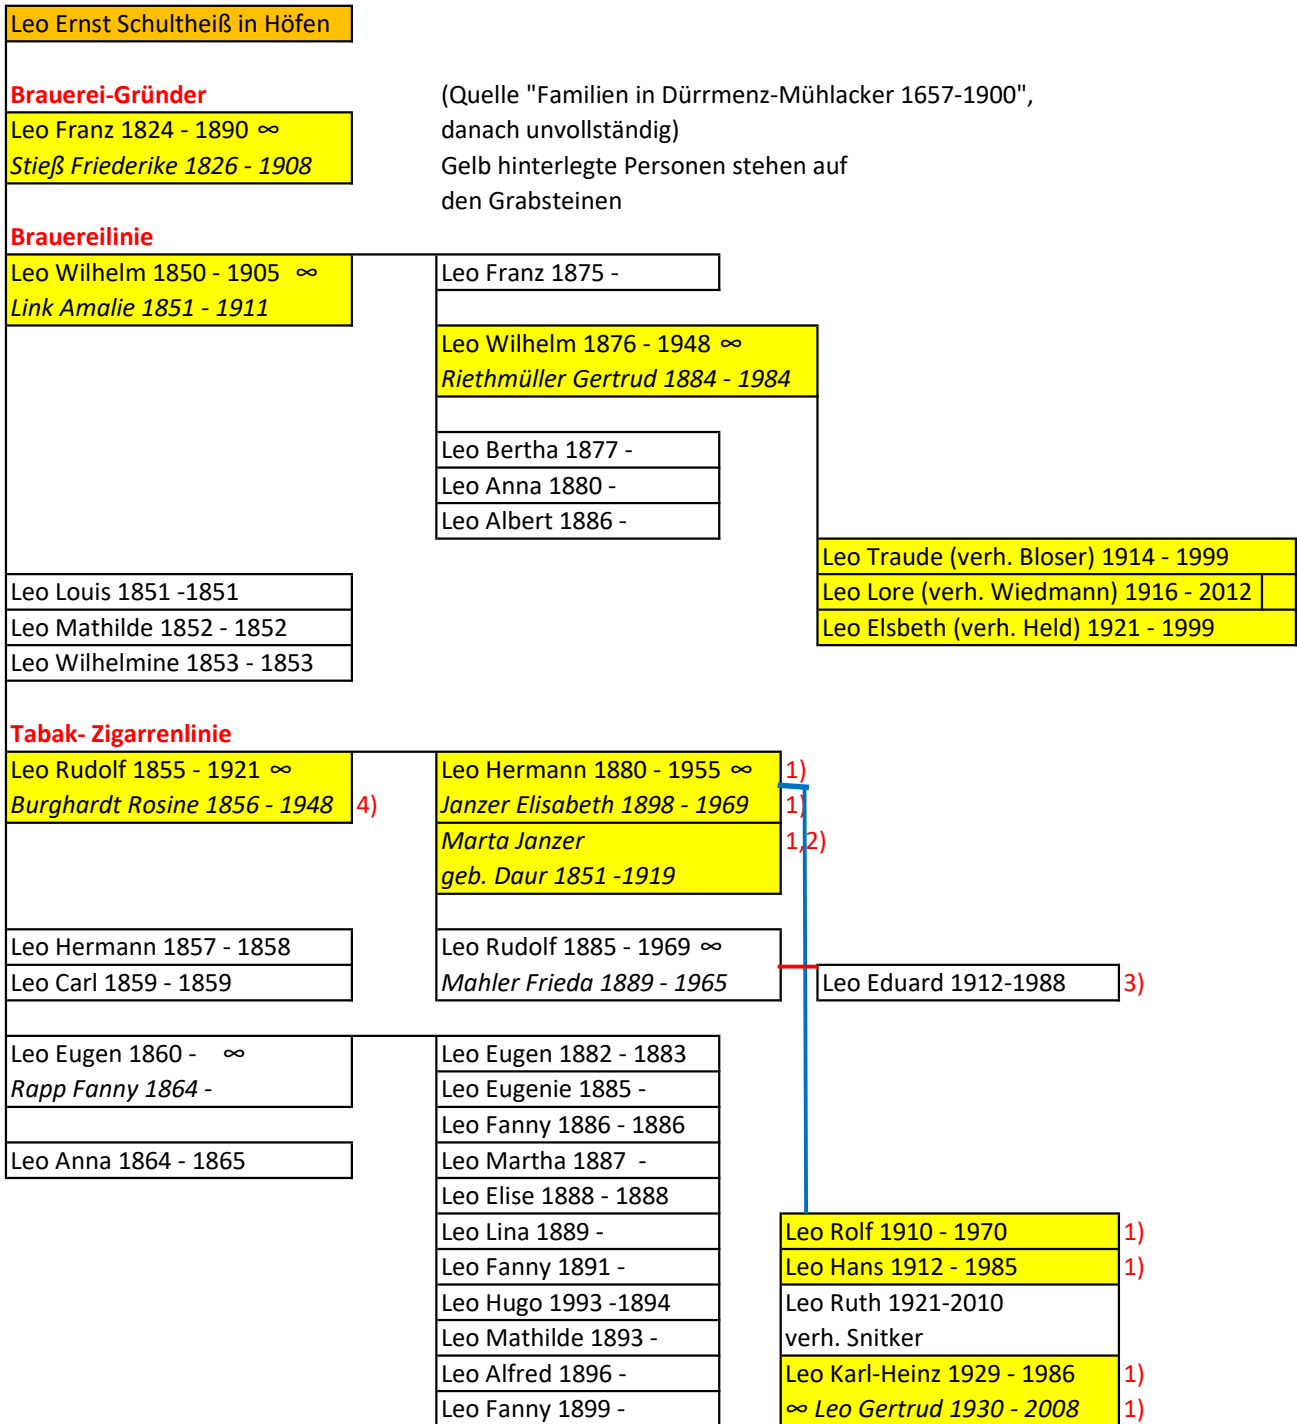 Leo Ernst Schultheiß in Höfen
Brauerei-Gründer
(Quelle "Familien in Dürrmenz-Mühlacker 1657-1900",
Leo Franz 1824 - 1890 ∞
danach unvollständig)
Stieß Friederike 1826 - 1908
Gelb hinterlegte Personen stehen auf
den Grabsteinen
Brauereilinie
Leo Wilhelm 1850 - 1905 ∞
Leo Franz 1875 -
Link Amalie 1851 - 1911
Leo Wilhelm 1876 - 1948 ∞
Riethmüller Gertrud 1884 - 1984
Leo Bertha 1877 -
Leo Anna 1880 -
Leo Albert 1886 -
Leo Traude (verh. Bloser) 1914 - 1999
Leo Louis 1851 -1851
Leo Lore (verh. Wiedmann) 1916 - 2012
Leo Mathilde 1852 - 1852
Leo Elsbeth (verh. Held) 1921 - 1999
Leo Wilhelmine 1853 - 1853
Tabak- Zigarrenlinie
Leo Rudolf 1855 - 1921 ∞
Leo Hermann 1880 - 1955 ∞ 1)
Burghardt Rosine 1856 - 1948 4)
Janzer Elisabeth 1898 - 1969 1)
Marta Janzer 1,2)
geb. Daur 1851 -1919
Leo Hermann 1857 - 1858
Leo Rudolf 1885 - 1969 ∞
Leo Carl 1859 - 1859
Mahler Frieda 1889 - 1965
Leo Eduard 1912-1988 3)
Leo Eugen 1860 - ∞
Leo Eugen 1882 - 1883
Rapp Fanny 1864 -
Leo Eugenie 1885 -
Leo Fanny 1886 - 1886
Leo Anna 1864 - 1865
Leo Martha 1887 -
Leo Elise 1888 - 1888
Leo Lina 1889 -
Leo Rolf 1910 - 1970 1)
Leo Fanny 1891 -
Leo Hans 1912 - 1985 1)
Leo Hugo 1993 -1894
Leo Ruth 1921-2010
Leo Mathilde 1893 -
verh. Snitker
Leo Alfred 1896 -
Leo Karl-Heinz 1929 - 1986 1)
Leo Fanny 1899 -
∞ Leo Gertrud 1930 - 2008 1)